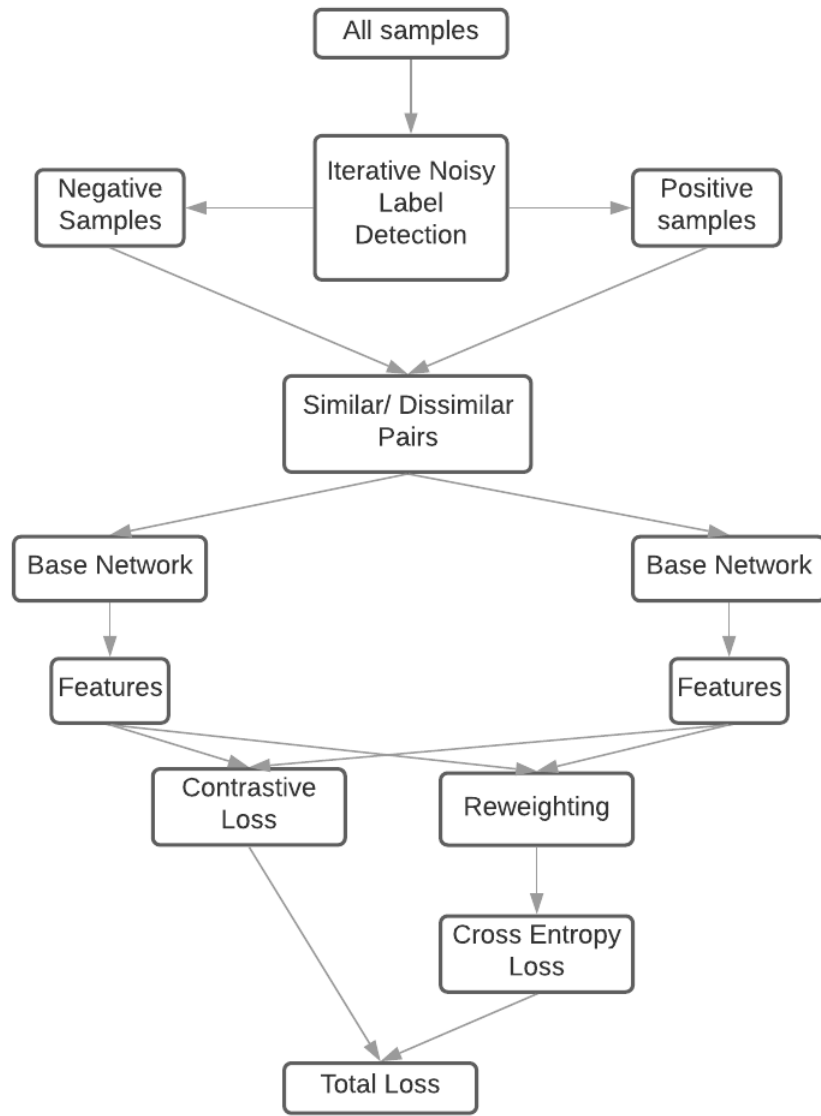 All samples
Iterative Noisy
Label
Detection
Negative
Samples
Positive
samples
Similar/ Dissimilar
Pairs
Base Network
Base Network
Features
Features
Contrastive
Loss
Reweighting
Cross Entropy
Loss
Total Loss